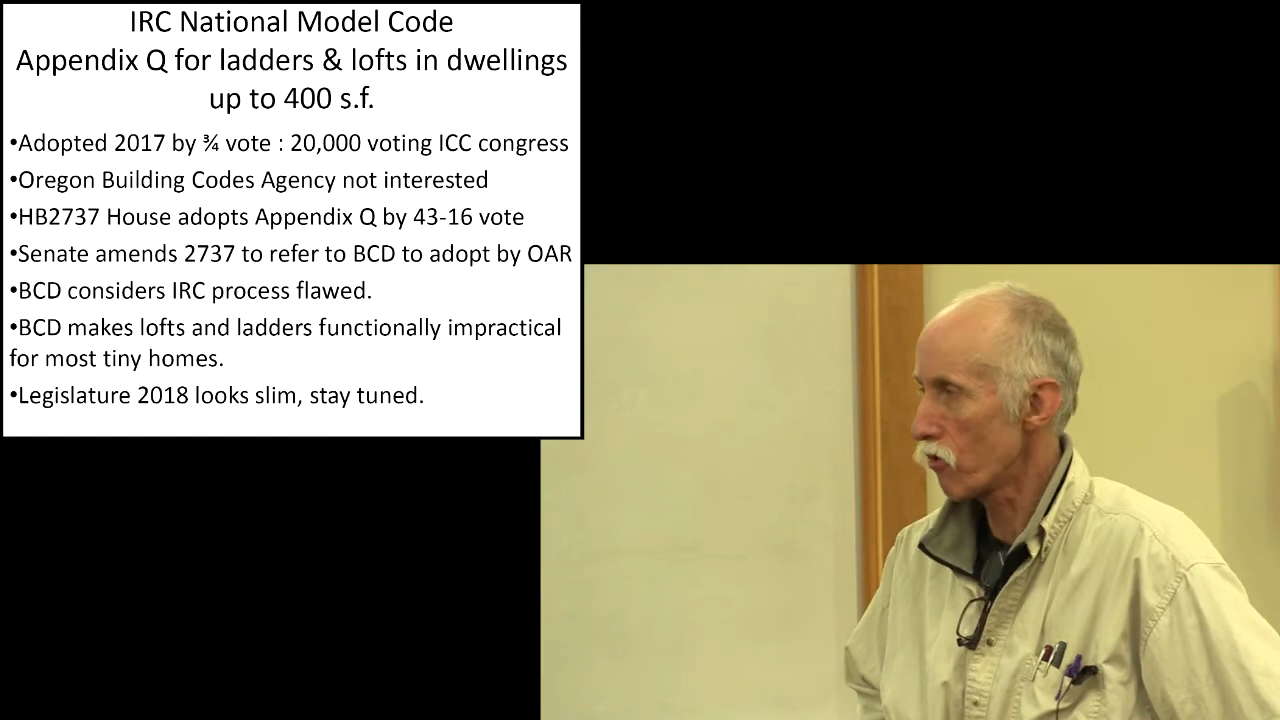 IRC National Model Code
Appendix Q for ladders & lofts in dwellings
up to 400 s.f.
•Adopted 2017 by ¾ vote : 20,000 voting ICC congress
•Oregon Building Codes Agency not interested
•HB2737 House adopts Appendix Q by 43-16 vote
•Senate amends 2737 to refer to BCD to adopt by OAR
•BCD considers IRC process flawed.
•BCD makes lofts and ladders functionally impractical
for most tiny homes.
•Legislature 2018 looks slim, stay tuned.